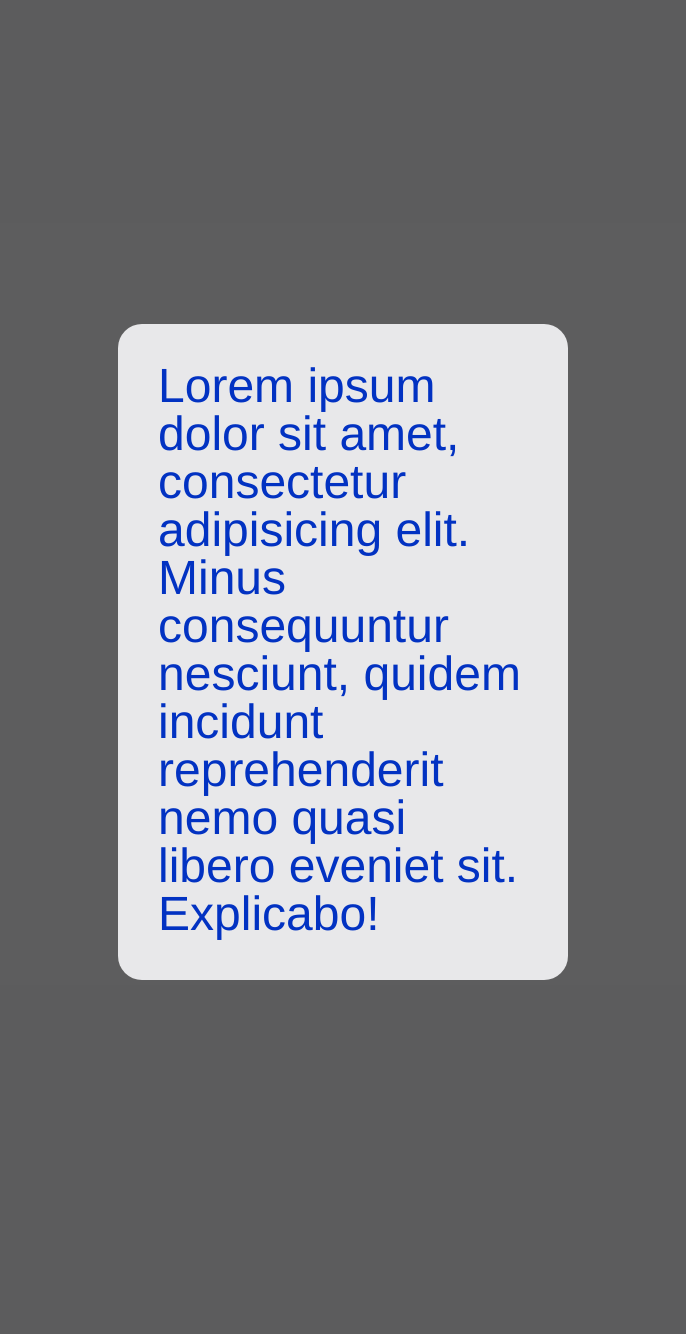 Lorem ipsum
dolor sit amet,
consectetur
adipisicing elit.
Minus
consequuntur
nesciunt, quidem
incidunt
reprehenderit
nemo quasi
libero eveniet sit.
Explicabo!